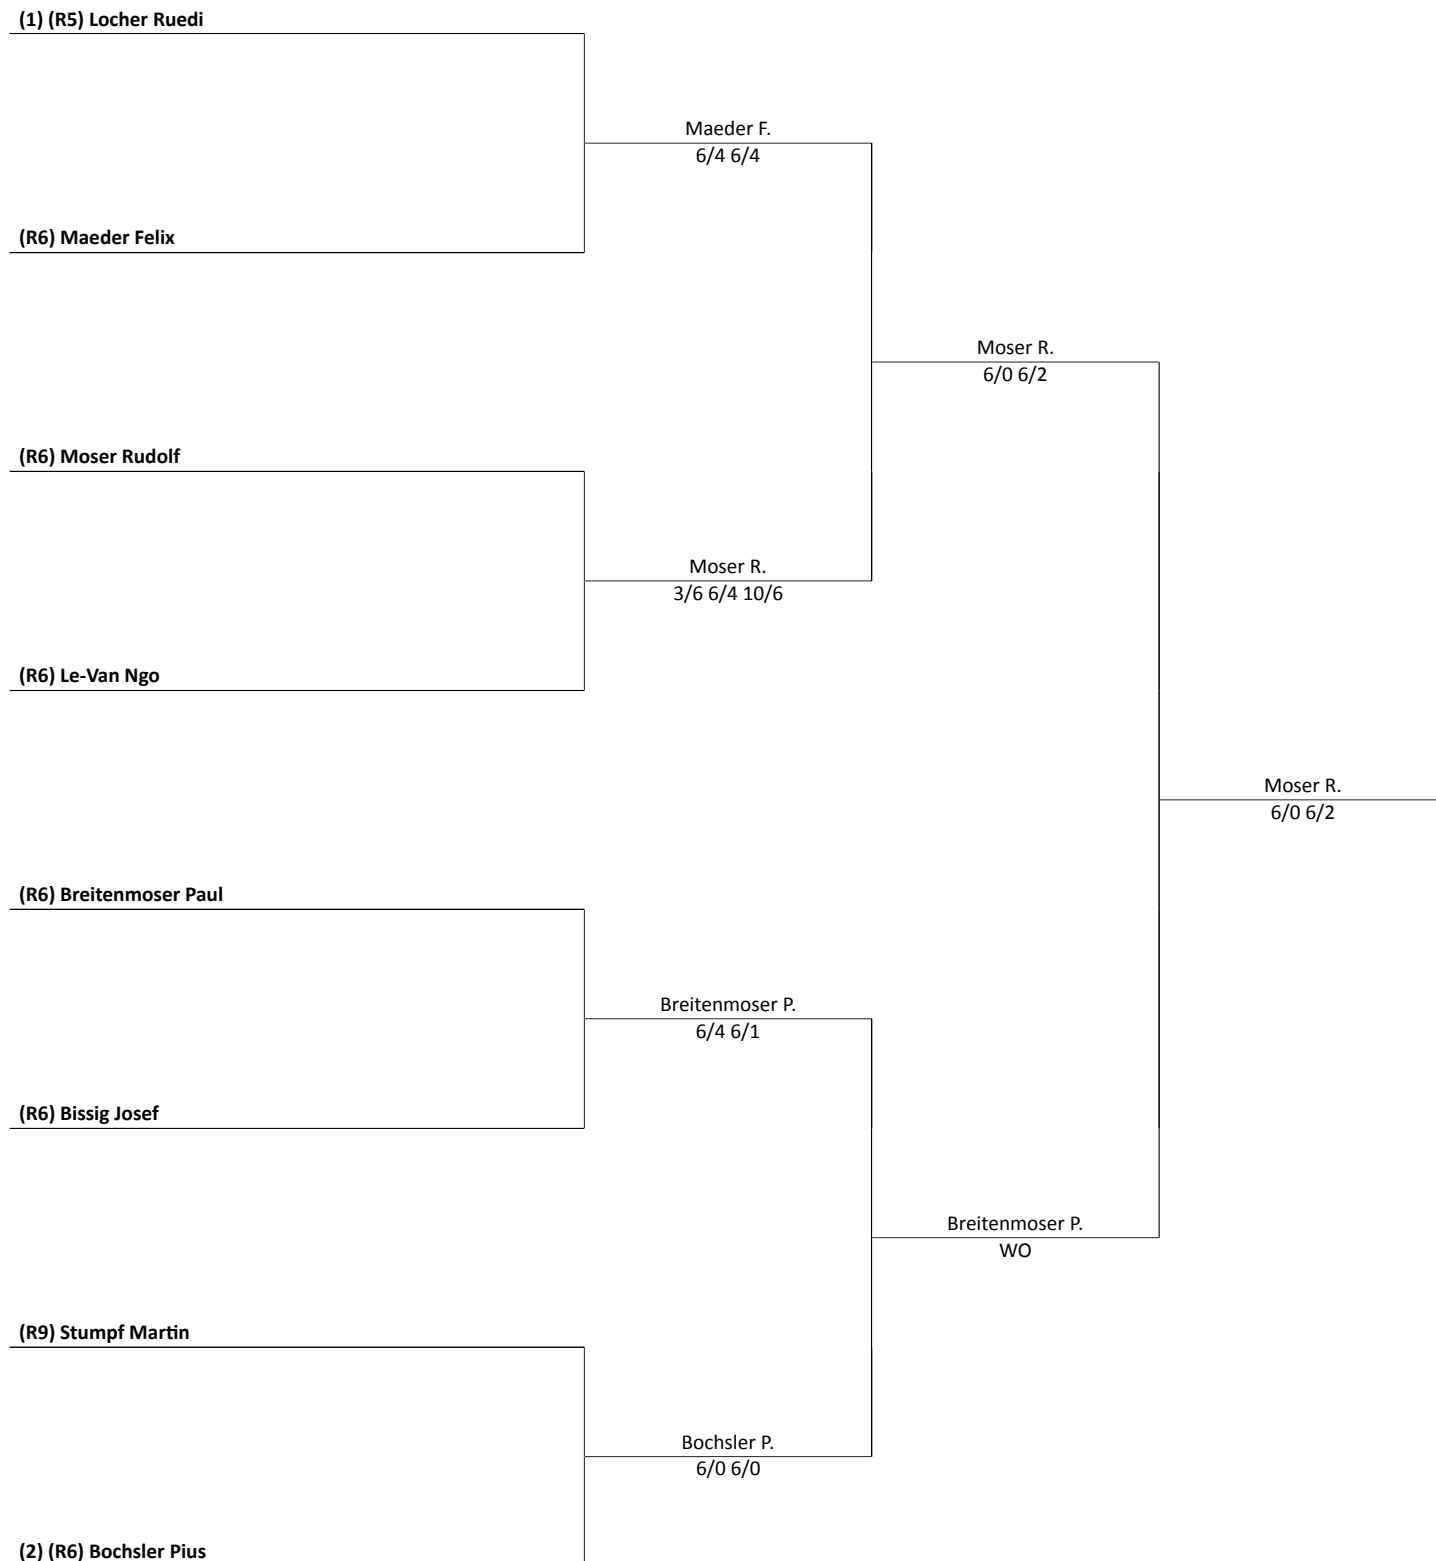 (1) (R5) Locher Ruedi
Maeder F.
6/4 6/4
(R6) Maeder Felix
Moser R.
6/0 6/2
(R6) Moser Rudolf
Moser R.
3/6 6/4 10/6
(R6) Le-Van Ngo
Moser R.
6/0 6/2
(R6) Breitenmoser Paul
Breitenmoser P.
6/4 6/1
(R6) Bissig Josef
Breitenmoser P.
WO
(R9) Stumpf Martin
Bochsler P.
6/0 6/0
(2) (R6) Bochsler Pius